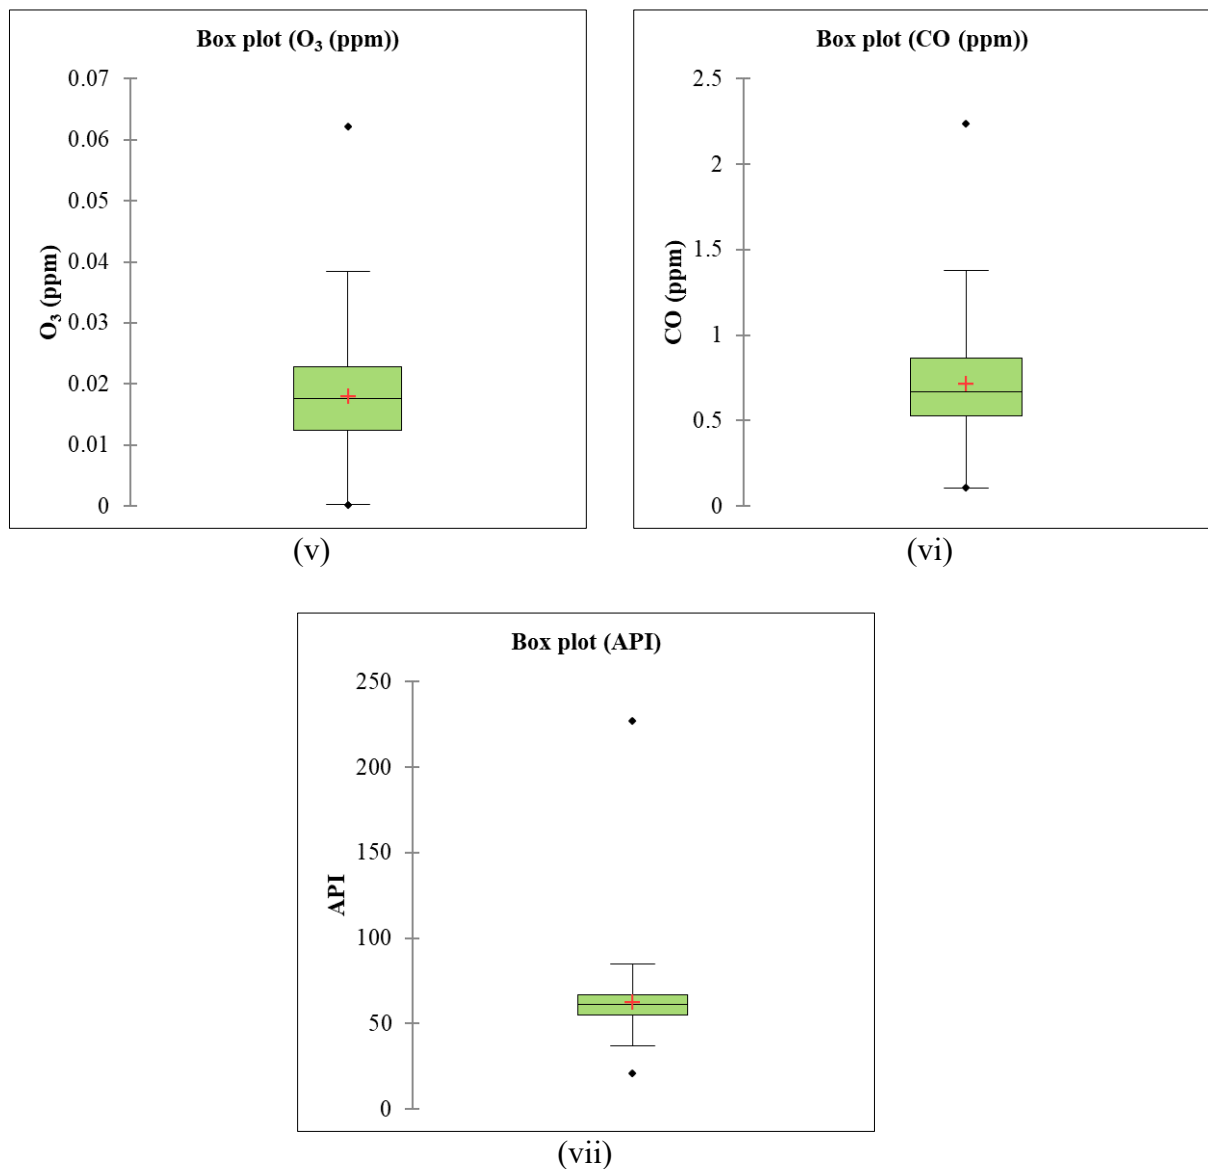 Box plot (O₃ (ppm))
0.07
0.06
0.05
0.04
0.03
0.02
0.01
0
O₃ (ppm)
(v)
Box plot (CO (ppm))
2.5
2
1.5
1
0.5
0
CO (ppm)
(vi)
Box plot (API)
250
200
150
100
50
0
API
(vii)